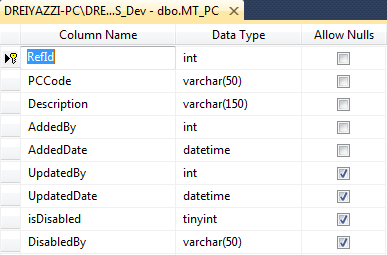 DREIYAZZI-PC\DRE...S_Dev - dbo.MT_PC
Column Name Data Type Allow Nulls
RefId int
PCCode varchar(50)
Description varchar(150)
AddedBy int
AddedDate datetime
UpdatedBy int
UpdatedDate datetime
isDisabled tinyint
DisabledBy varchar(50)